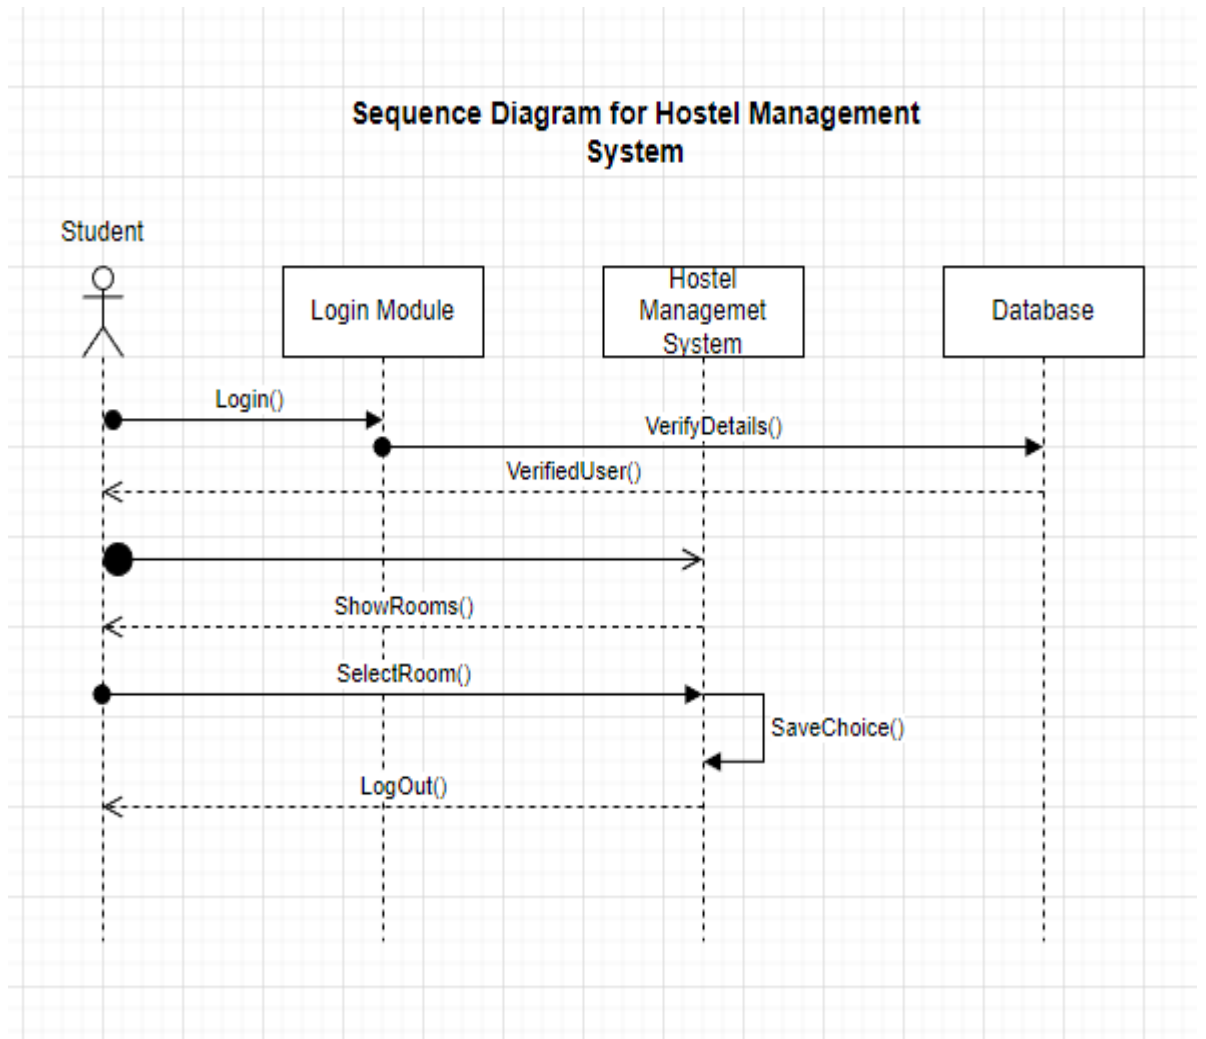 Sequence Diagram for Hostel Management
System
Student
Login Module
Hostel
Managemet
System
Database
Login()
VerifyDetails()
VerifiedUser()
ShowRooms()
SelectRoom()
SaveChoice()
LogOut()